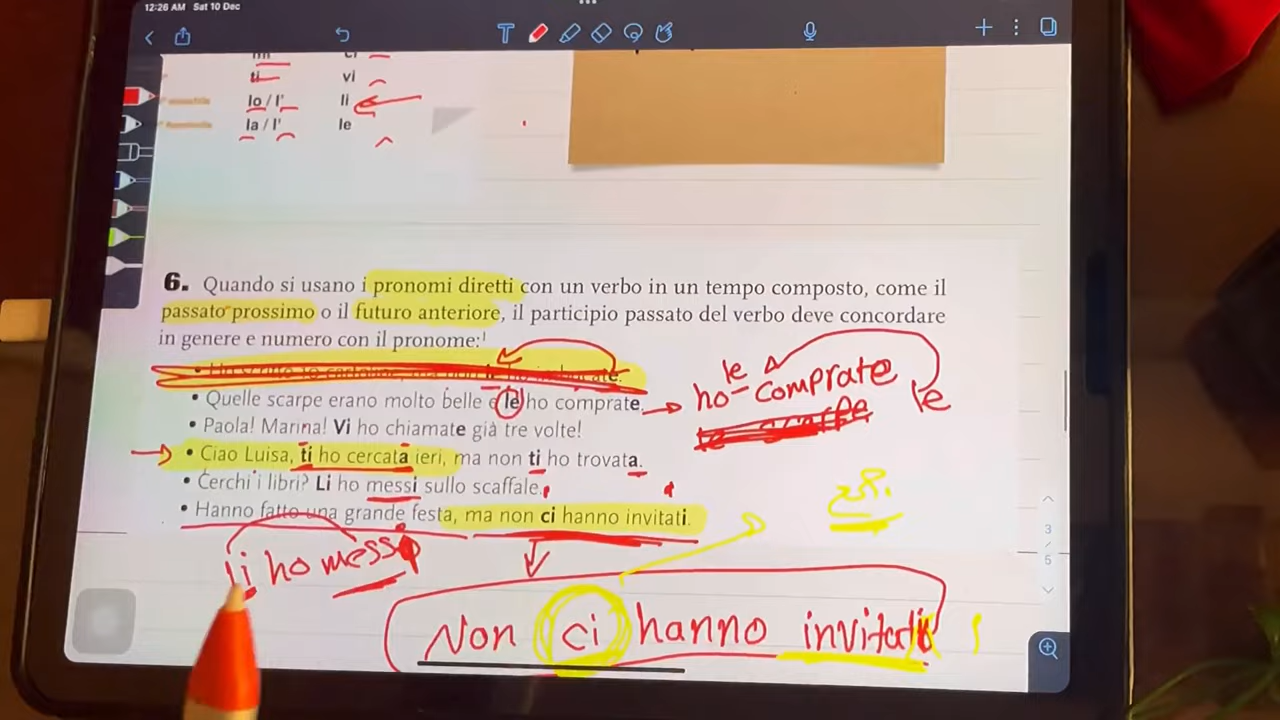 12:26 AM Sat 10 Dec
ti vi
lo / l' li
la / l' le
6. Quando si usano i pronomi diretti con un verbo in un tempo composto, come il
passato prossimo o il futuro anteriore, il participio passato del verbo deve concordare
in genere e numero con il pronome:¹
• Quelle scarpe erano molto belle e le ho comprate.
le
ho comprate
le
• Paola! Marina! Vi ho chiamate già tre volte!
• Ciao Luisa, ti ho cercata ieri, ma non ti ho trovata.
• Cerchi i libri? Li ho messi sullo scaffale.
• Hanno fatto una grande festa, ma non ci hanno invitati.
li ho
Non ci hanno
3
5